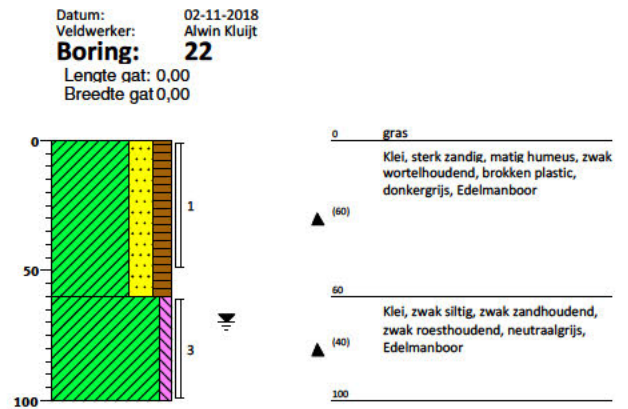 Datum: 02-11-2018
Veldwerker: Alwin Kluijt
Boring: 22
Lengte gat: 0,00
Breedte gat 0,00
0
50
100
1
3
0 gras
Klei, sterk zandig, matig humeus, zwak
wortelhoudend, brokken plastic,
donkergrijs, Edelmanboor
(60)
60
Klei, zwak siltig, zwak zandhoudend,
zwak roesthoudend, neutraalgrijs,
Edelmanboor
(40)
100